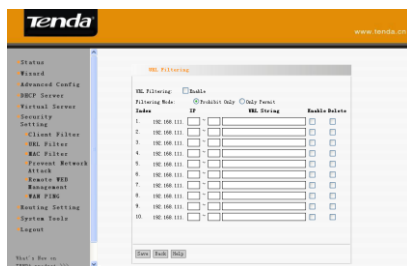 Tenda
www.tenda.cn
Status
Wizard
Advanced Config
DHCP Server
Virtual Server
Security
Setting
Client Filter
URL Filter
MAC Filter
Prevent Network
Attack
Remote WEB
Management
WAN PING
Routing Setting
System Tools
Logout
What's New on
URL Filtering
URL Filtering: Enable
Filtering Mode: Prohibit Only Only Permit
Index IP URL String Enable Delete
1. 192.168.111. ~
2. 192.168.111. ~
3. 192.168.111. ~
4. 192.168.111. ~
5. 192.168.111. ~
6. 192.168.111. ~
7. 192.168.111. ~
8. 192.168.111. ~
9. 192.168.111. ~
10. 192.168.111. ~
Save Back Help